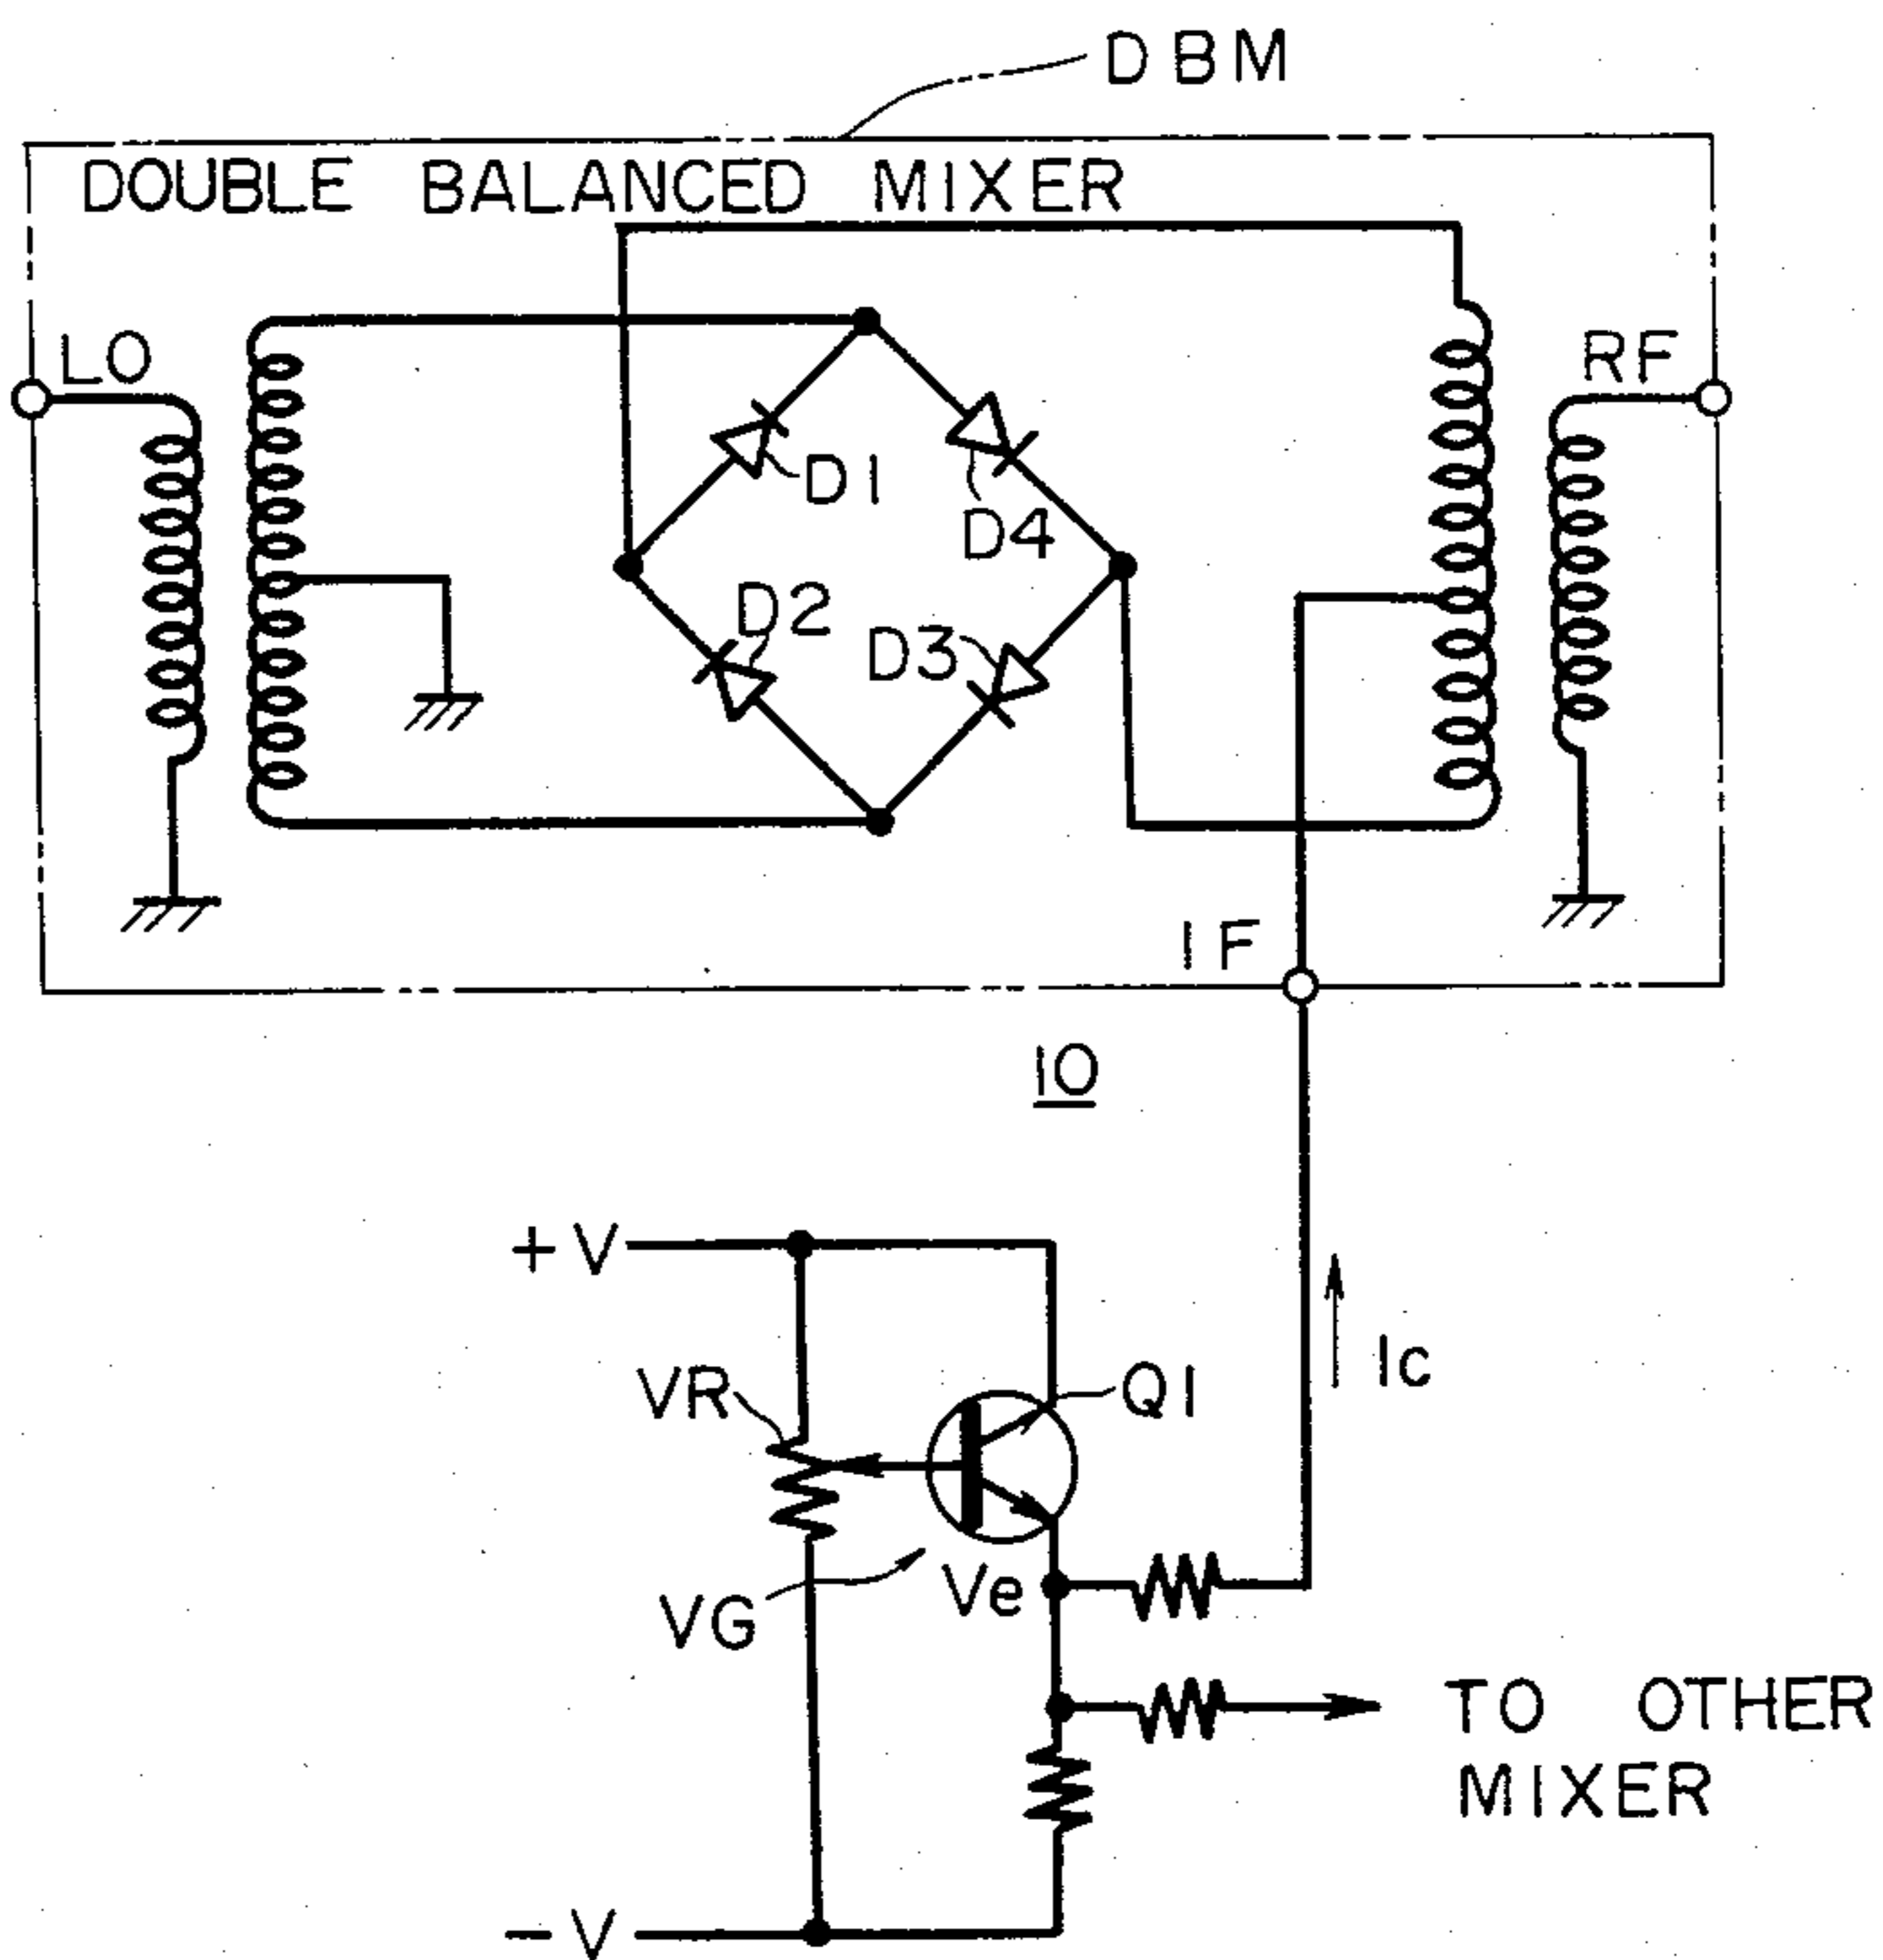 DBM
DOUBLE BALANCED MIXER
LO
RF
D1
D4
D2
D3
IF
10
+V
VR
Q1
Ic
VG
Ve
TO OTHER
MIXER
-V